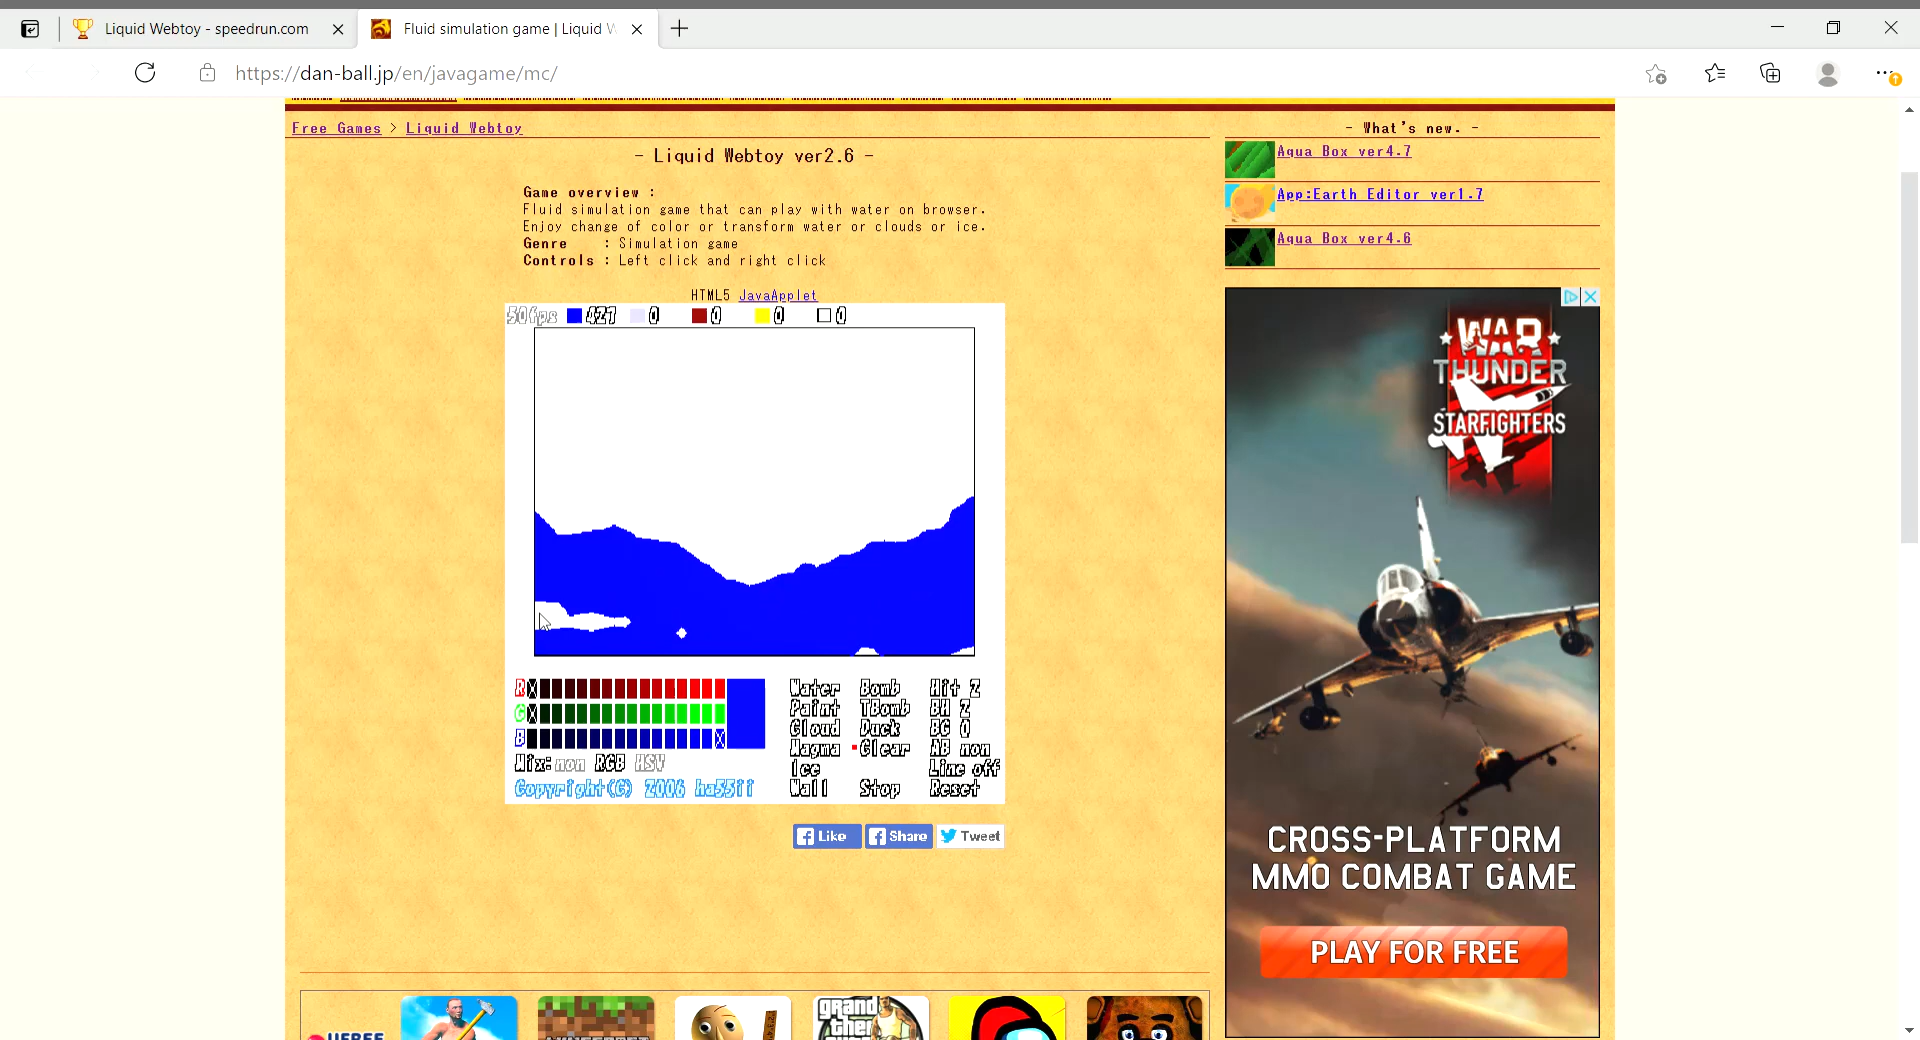 Liquid Webtoy - speedrun.com
Fluid simulation game | Liquid W
https://dan-ball.jp/en/javagame/mc/
Free Games > Liquid Webtoy
- Liquid Webtoy ver2.6 -
Game overview :
Fluid simulation game that can play with water on browser.
Enjoy change of color or transform water or clouds or ice.
Genre : Simulation game
Controls : Left click and right click
HTML5 JavaApplet
50fps 427 0 0 0 0
R
G
B
Mix: non RGB HSV
Copyright(C) 2006 ha55ii
Water Bomb Hit 2
Paint TBomb BH 2
Cloud Duck BG 0
Magma Clear AB non
Ice Line off
Wall Stop Reset
Like Share Tweet
- What's new. -
Aqua Box ver4.7
App:Earth Editor ver1.7
Aqua Box ver4.6
WAR
THUNDER
STARFIGHTERS
CROSS-PLATFORM
MMO COMBAT GAME
PLAY FOR FREE
grand